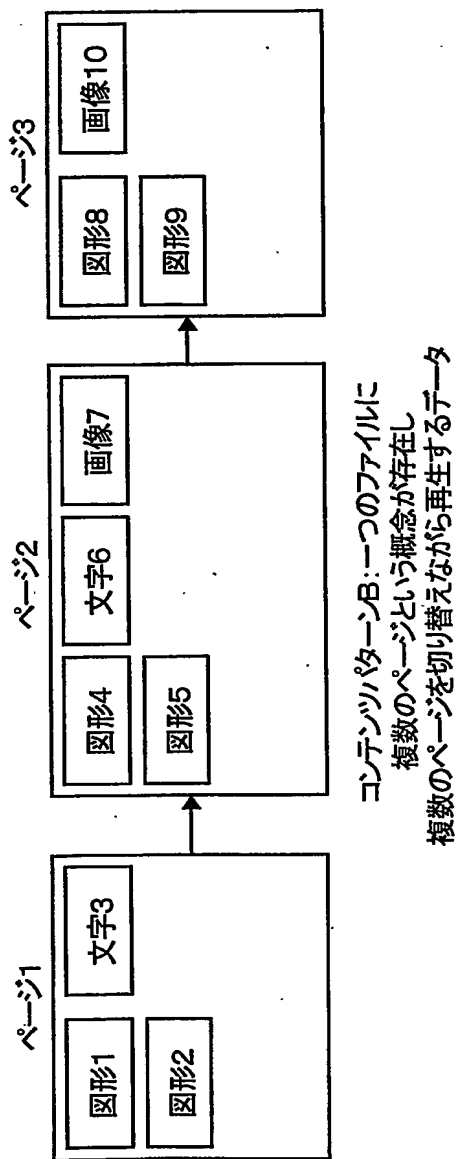 ページ1
図形1
文字3
図形2
ページ2
図形4
文字6
画像7
図形5
ページ3
図形8
画像10
図形9
コンテンツパターンB:一つのファイルに
複数のページという概念が存在し
複数のページを切り替えながら再生するデータ